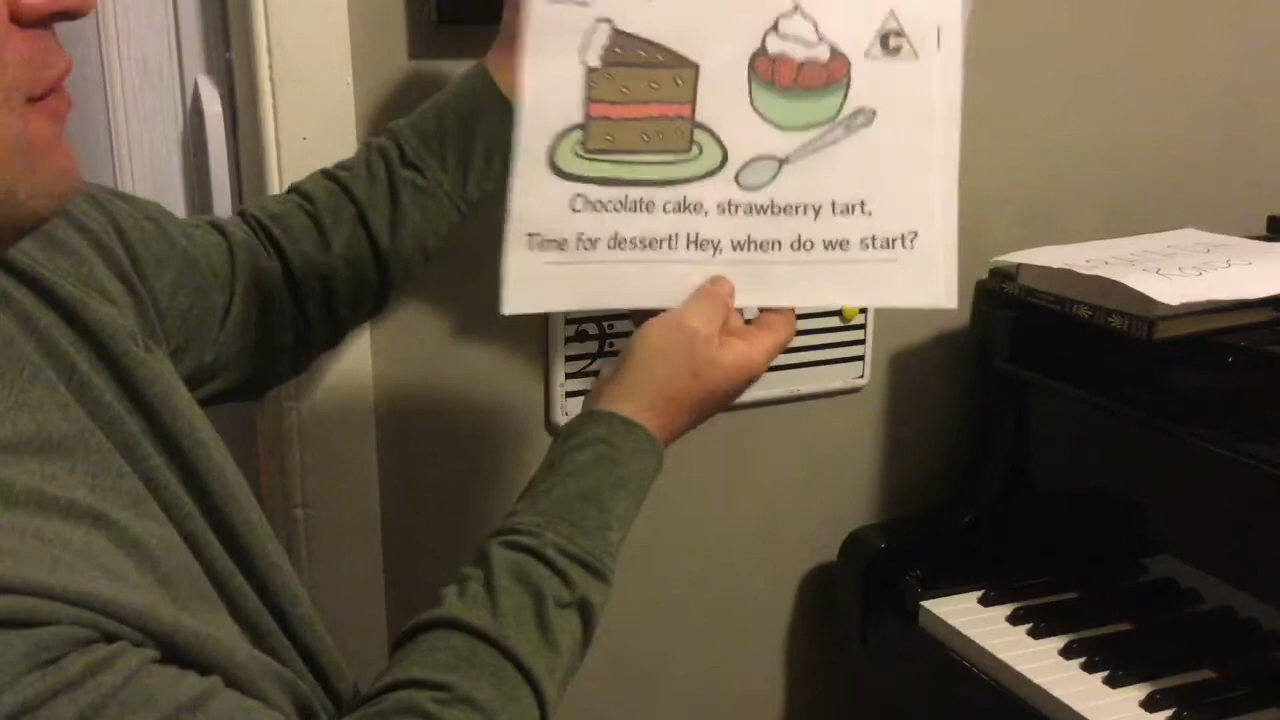 C
Chocolate cake, strawberry tart,
Time for dessert! Hey, when do we start?